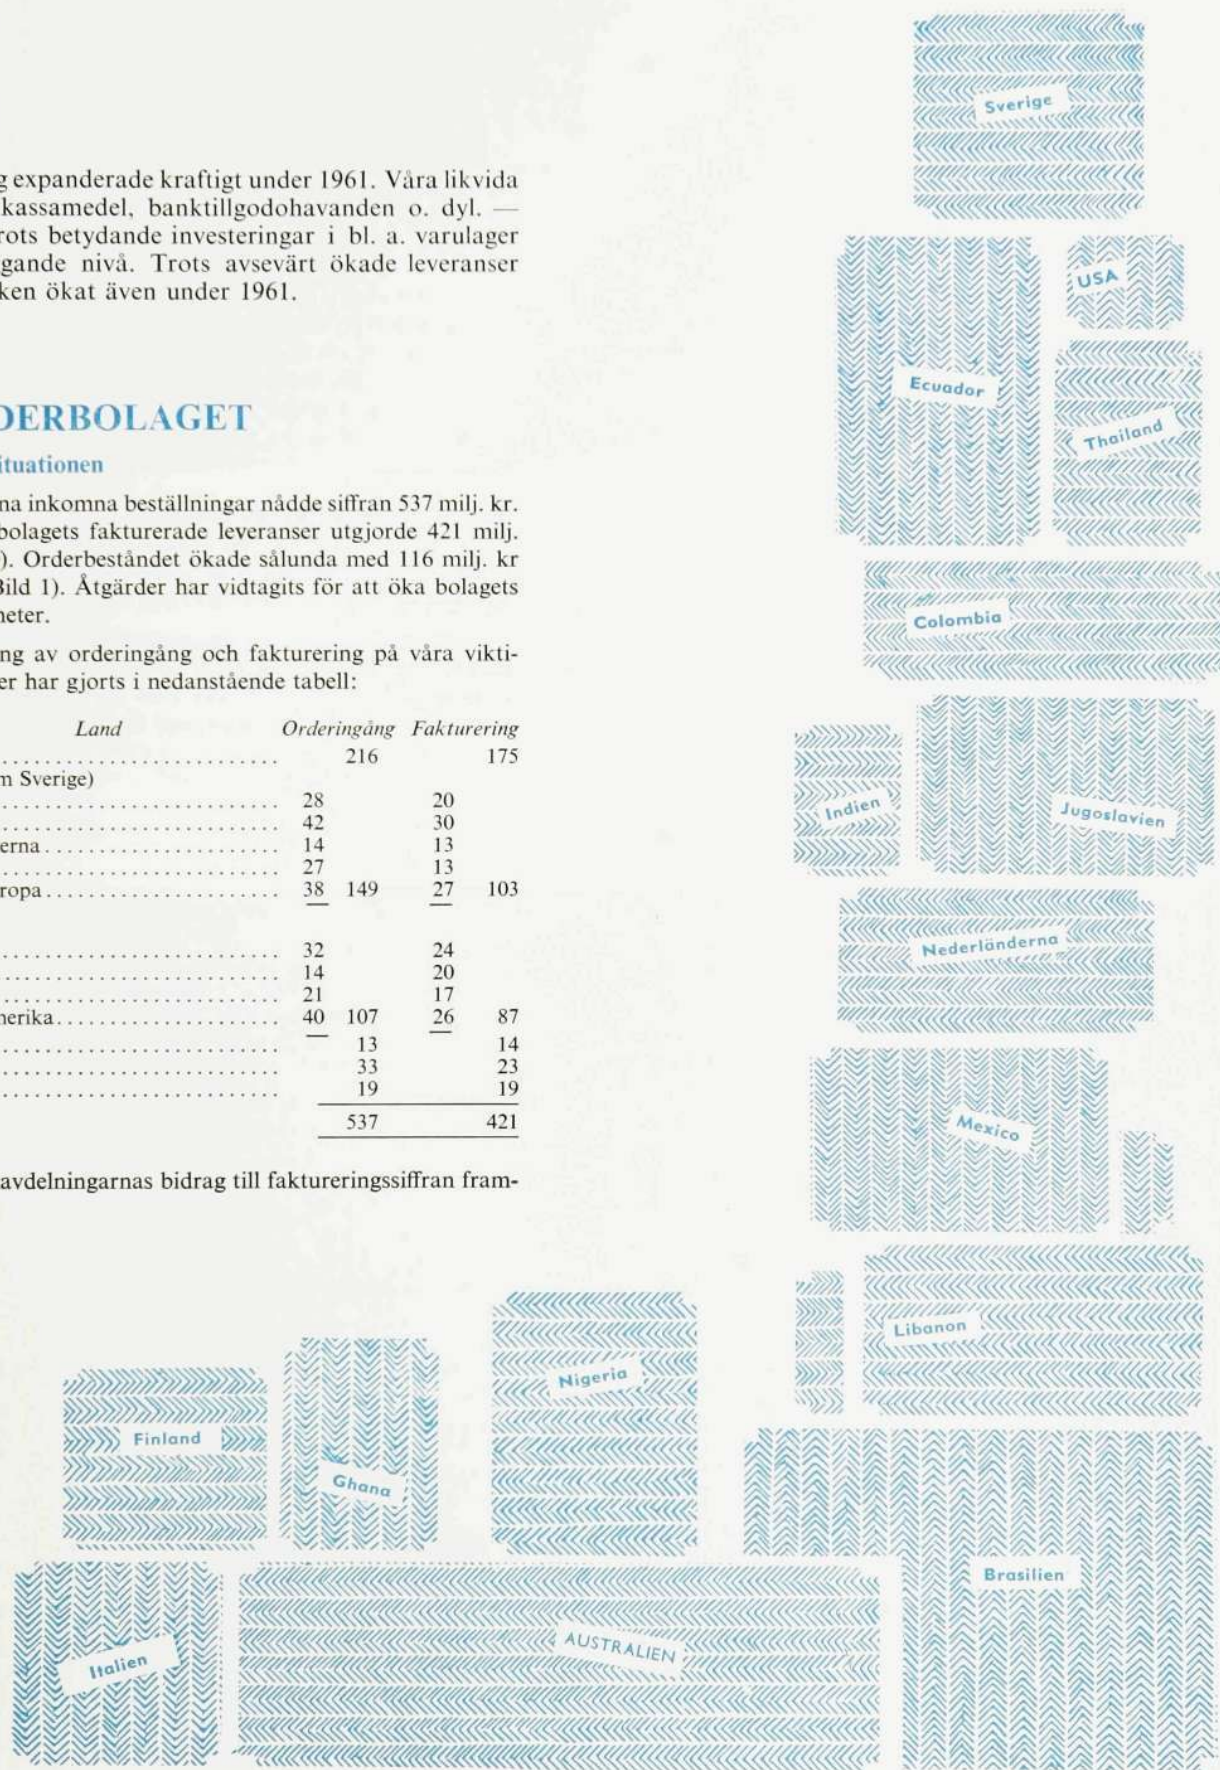 g expanderade kraftigt under 1961. Våra likvida
kassamedel, banktillgodohavanden o. dyl. —
rots betydande investeringar i bl. a. varulager
gande nivå. Trots avsevärt ökade leveranser
ken ökat även under 1961.
DERBOLAGET
ituationen
na inkomna beställningar nådde siffran 537 milj. kr.
bolagets fakturerade leveranser utgjorde 421 milj.
). Orderbeståndet ökade sålunda med 116 milj. kr
Bild 1). Åtgärder har vidtagits för att öka bolagets
heter.
ng av orderingång och fakturering på våra vikti-
er har gjorts i nedanstående tabell:
Land Orderingång Fakturering
216 175
m Sverige)
28 20
42 30
erna 14 13
27 13
ropa 38 149 27 103
32 24
14 20
21 17
merika 40 107 26 87
13 14
33 23
19 19
537 421
avdelningarnas bidrag till faktureringssiffran fram-
Sverige
USA
Ecuador
Thailand
Colombia
Indien
Jugoslavien
Nederländerna
Mexico
Libanon
Nigeria
Finland
Ghana
Brasilien
AUSTRALIEN
Italien